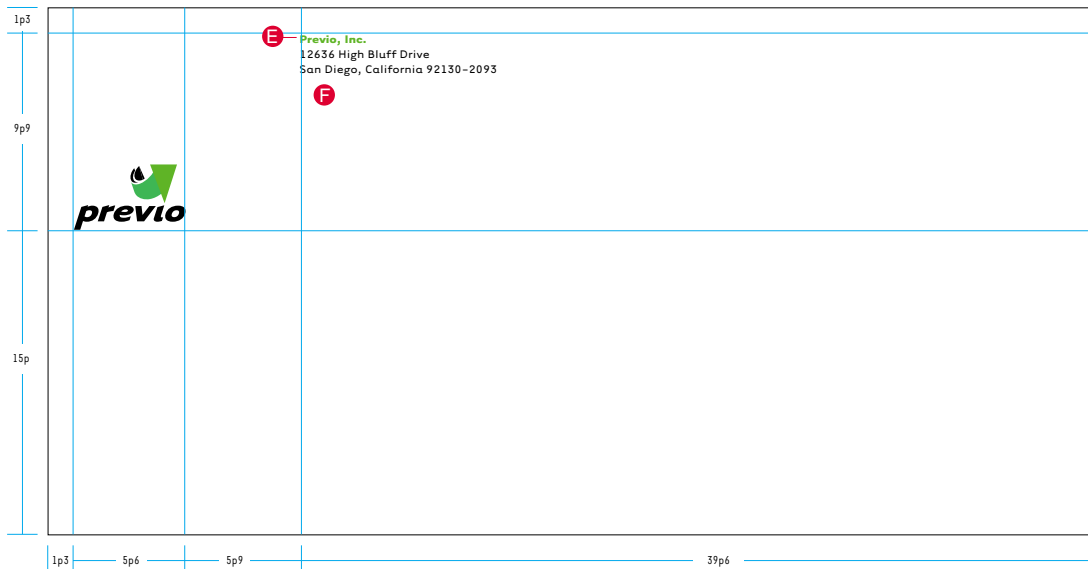 1p3
E
Previo, Inc.
12636 High Bluff Drive
San Diego, California 92130-2093
F
9p9
previo
15p
1p3
5p6
5p9
39p6